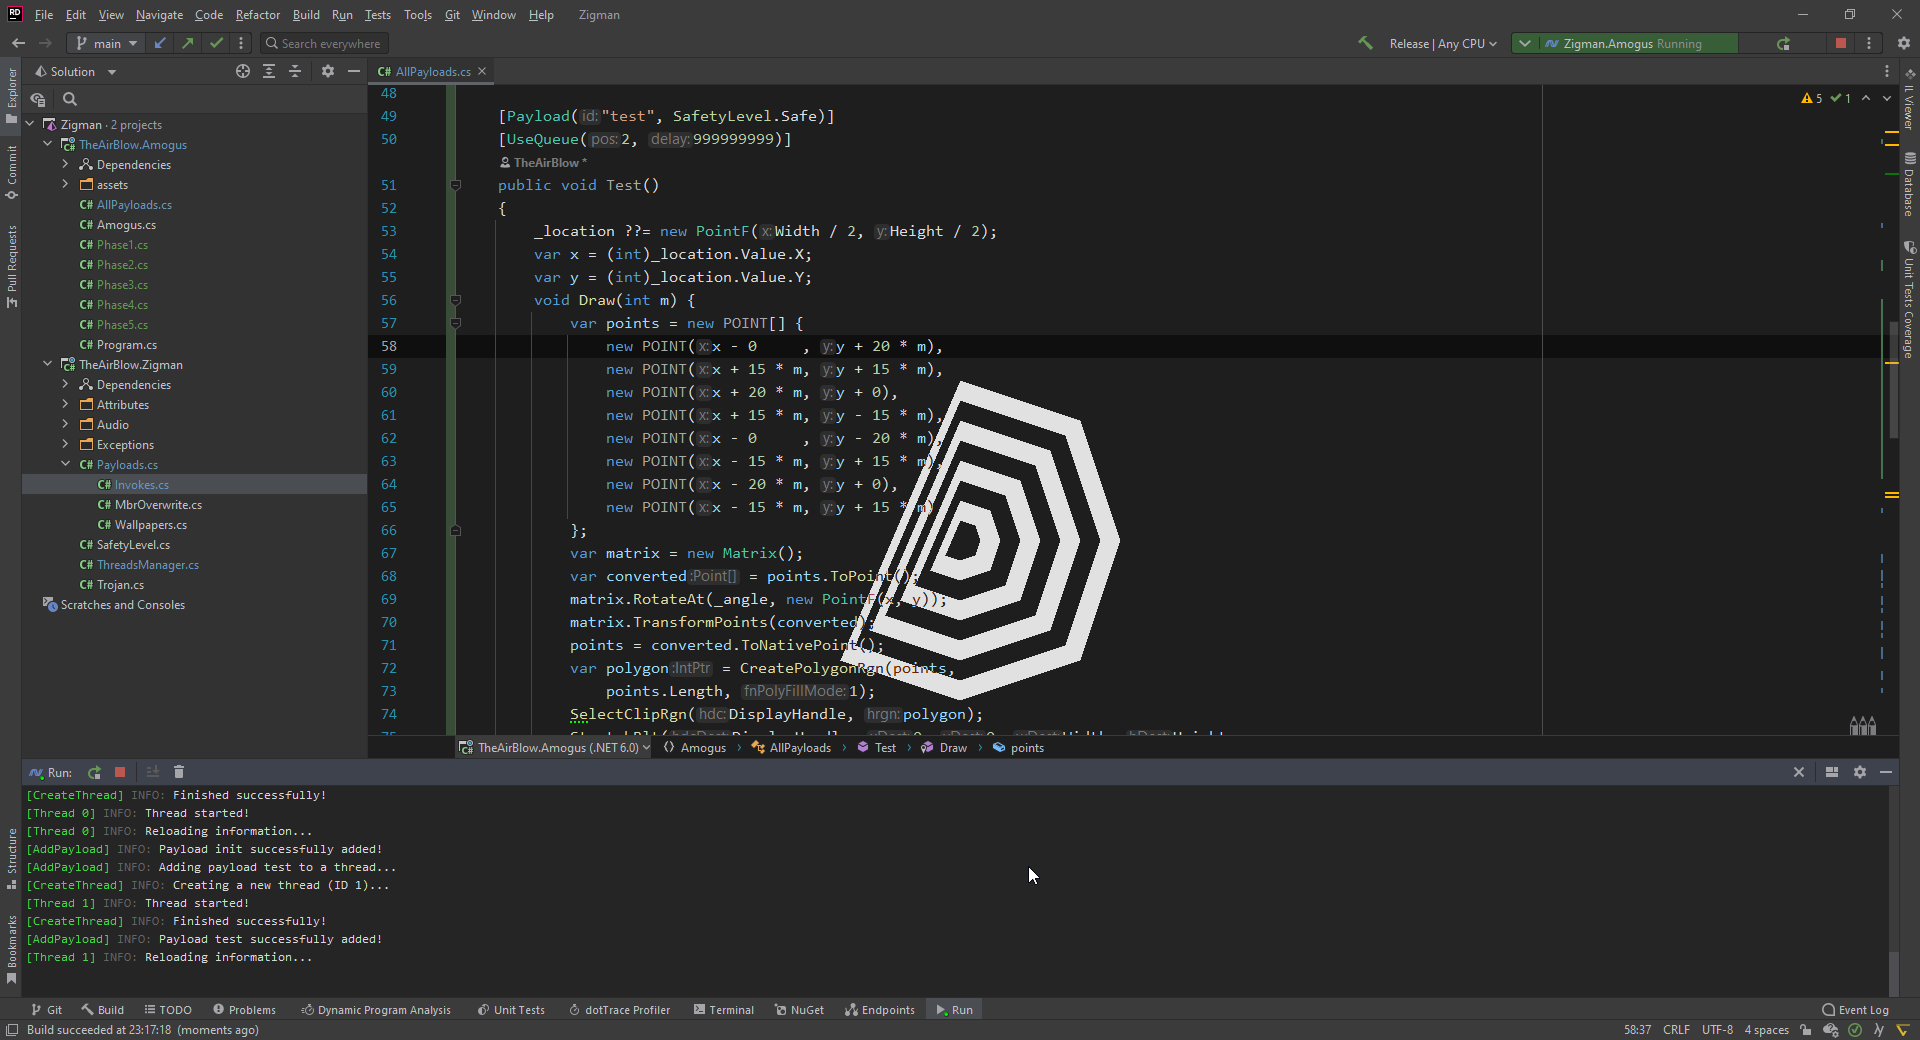 RD File Edit View Navigate Code Refactor Build Run Tests Tools Git Window Help Zigman
main Search everywhere Release | Any CPU Zigman.Amogus Running
Solution C# AllPayloads.cs
Explorer
Commit
Pull Requests
Structure
Bookmarks
Zigman · 2 projects
C# TheAirBlow.Amogus
Dependencies
assets
C# AllPayloads.cs
C# Amogus.cs
C# Phase1.cs
C# Phase2.cs
C# Phase3.cs
C# Phase4.cs
C# Phase5.cs
C# Program.cs
C# TheAirBlow.Zigman
Dependencies
Attributes
Audio
Exceptions
C# Payloads.cs
C# Invokes.cs
C# MbrOverwrite.cs
C# Wallpapers.cs
C# SafetyLevel.cs
C# ThreadsManager.cs
C# Trojan.cs
Scratches and Consoles
5 1
48
49 [Payload(id:"test", SafetyLevel.Safe)]
50 [UseQueue(pos:2, delay:999999999)]
TheAirBlow *
51 public void Test()
52 {
53 _location ??= new PointF(x:Width / 2, y:Height / 2);
54 var x = (int)_location.Value.X;
55 var y = (int)_location.Value.Y;
56 void Draw(int m) {
57 var points = new POINT[] {
58 new POINT(x:x - 0     , y:y + 20 * m),
59 new POINT(x:x + 15 * m, y:y + 15 * m),
60 new POINT(x:x + 20 * m, y:y + 0),
61 new POINT(x:x + 15 * m, y:y - 15 * m),
62 new POINT(x:x - 0     , y:y - 20 * m),
63 new POINT(x:x - 15 * m, y:y + 15 * m),
64 new POINT(x:x - 20 * m, y:y + 0),
65 new POINT(x:x - 15 * m, y:y + 15 * m)
66 };
67 var matrix = new Matrix();
68 var converted:Point[] = points.ToPoint();
69 matrix.RotateAt(_angle, new PointF(x, y));
70 matrix.TransformPoints(converted);
71 points = converted.ToNativePoint();
72 var polygon:IntPtr = CreatePolygonRgn(points,
73 points.Length, fnPolyFillMode:1);
74 SelectClipRgn(hdc:DisplayHandle, hrgn:polygon);
IL Viewer
Database
Unit Tests Coverage
TheAirBlow.Amogus (.NET 6.0) Amogus AllPayloads Test Draw points
Run:
[CreateThread] INFO: Finished successfully!
[Thread 0] INFO: Thread started!
[Thread 0] INFO: Reloading information...
[AddPayload] INFO: Payload init successfully added!
[AddPayload] INFO: Adding payload test to a thread...
[CreateThread] INFO: Creating a new thread (ID 1)...
[Thread 1] INFO: Thread started!
[CreateThread] INFO: Finished successfully!
[AddPayload] INFO: Payload test successfully added!
[Thread 1] INFO: Reloading information...
Git Build TODO Problems Dynamic Program Analysis Unit Tests dotTrace Profiler Terminal NuGet Endpoints Run Event Log
Build succeeded at 23:17:18 (moments ago) 58:37 CRLF UTF-8 4 spaces